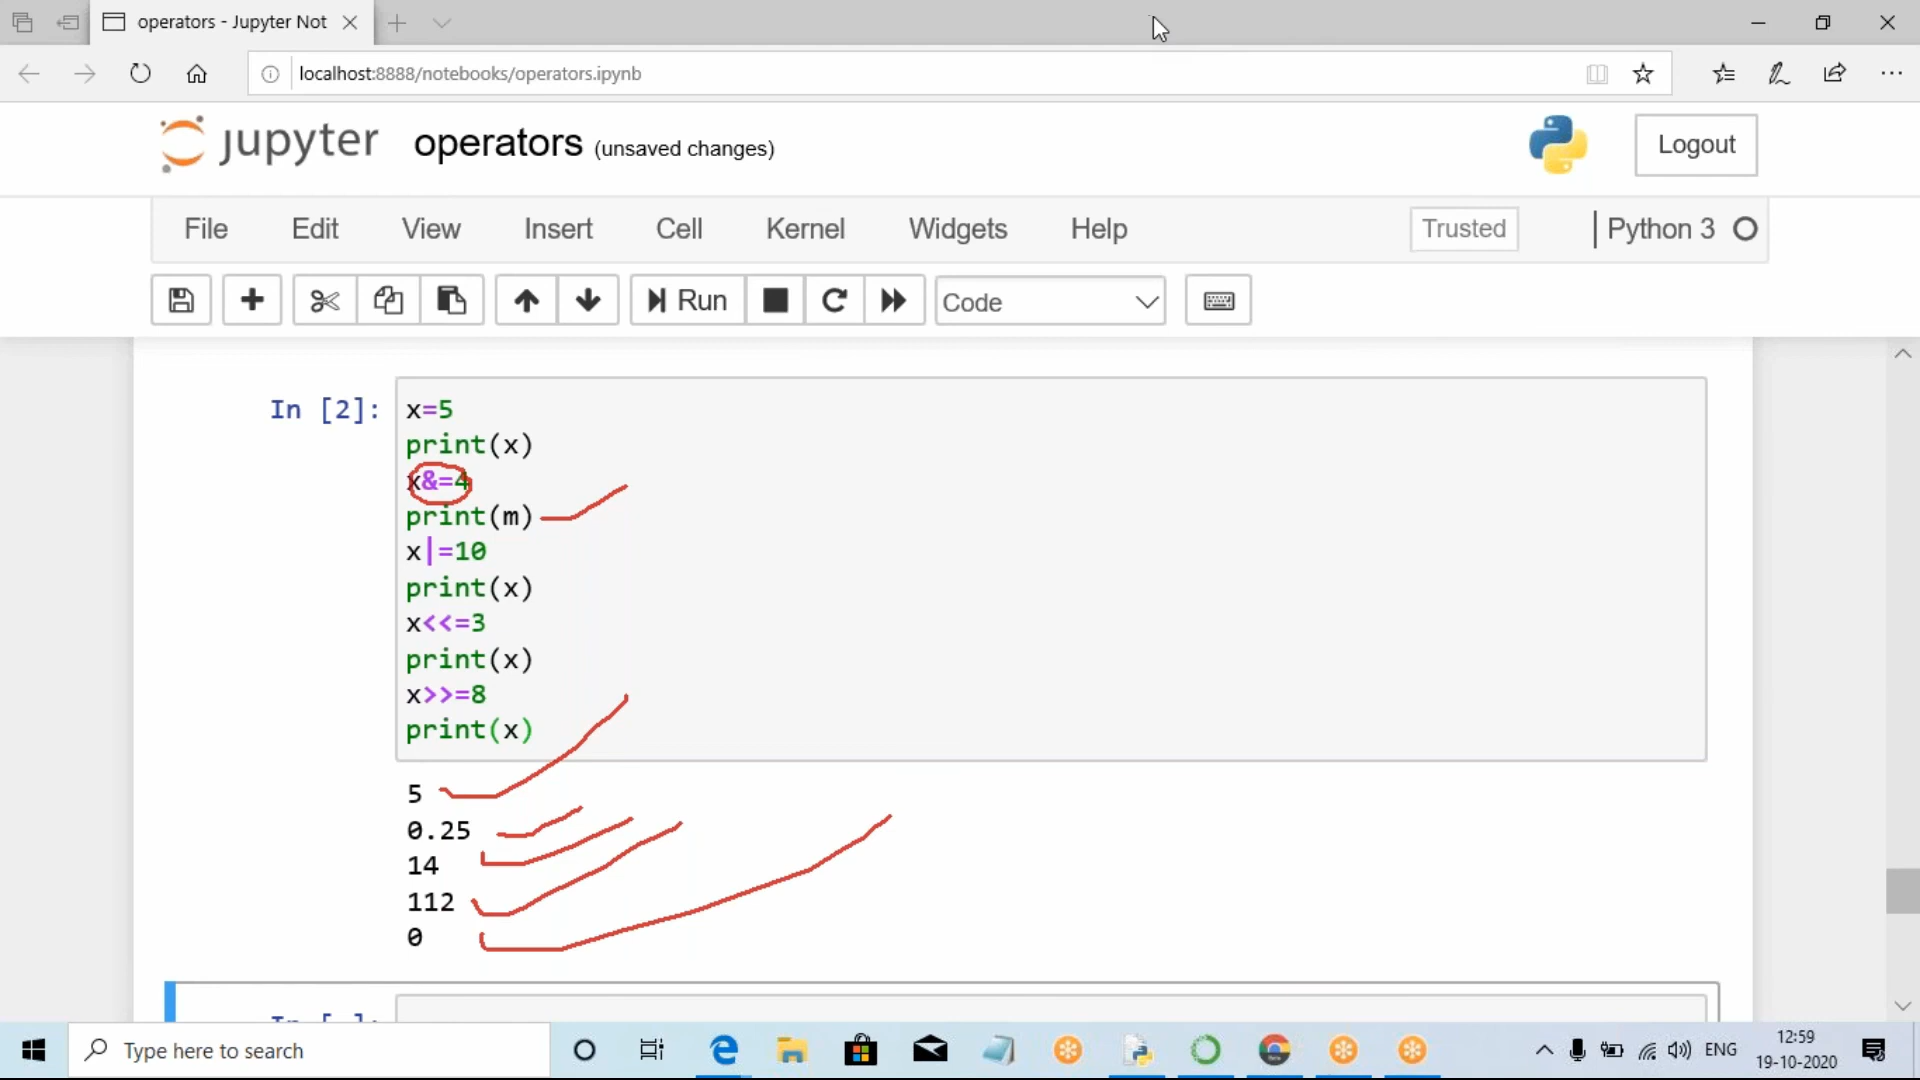 operators - Jupyter Not
localhost:8888/notebooks/operators.ipynb
jupyter operators (unsaved changes)
Logout
File Edit View Insert Cell Kernel Widgets Help Trusted Python 3
Run Code
In [2]:
x=5
print(x)
x&=4
print(m)
x|=10
print(x)
x<<=3
print(x)
x>>=8
print(x)
5
0.25
14
112
0
In [ ]:
Type here to search
ENG
12:59
19-10-2020